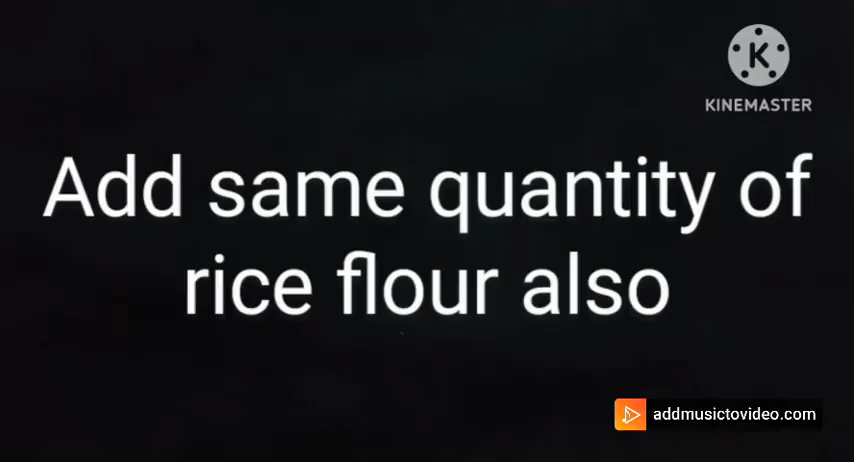 K
KINEMASTER
Add same quantity of
rice flour also
addmusictovideo.com